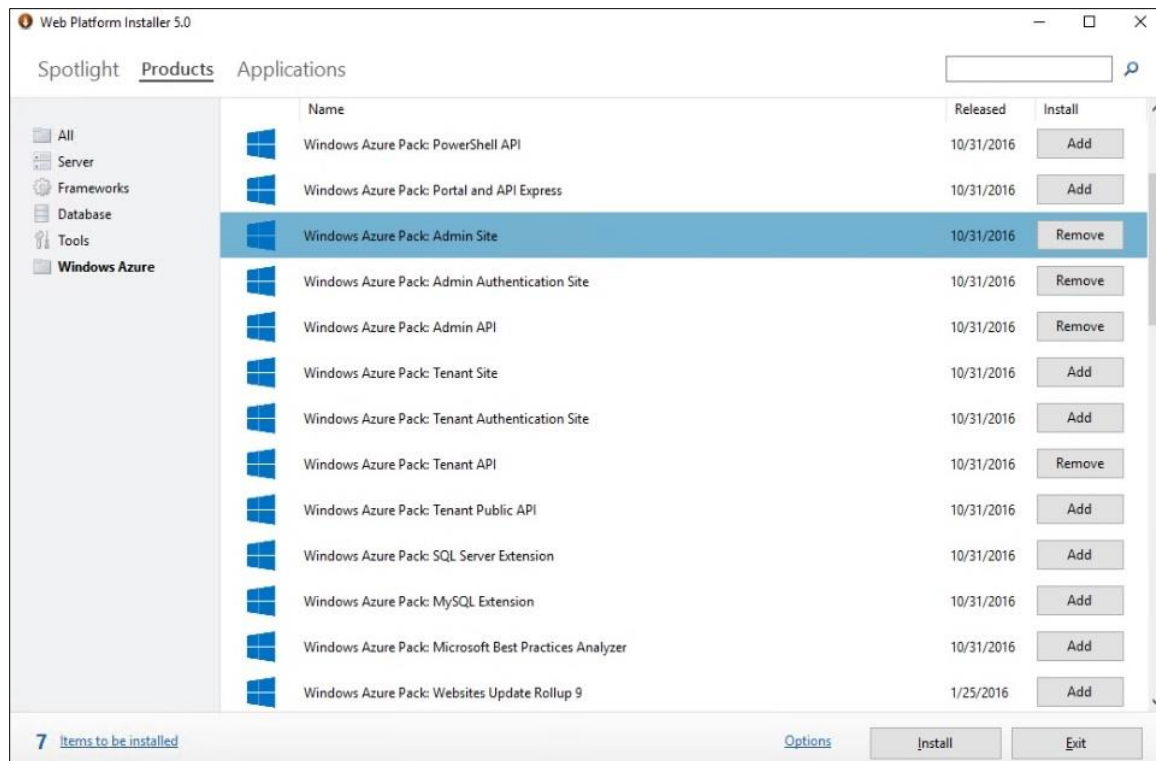 Web Platform Installer 5.0
Spotlight Products Applications
All
Server
Frameworks
Database
Tools
Windows Azure
Name Released Install
Windows Azure Pack: PowerShell API 10/31/2016 Add
Windows Azure Pack: Portal and API Express 10/31/2016 Add
Windows Azure Pack: Admin Site 10/31/2016 Remove
Windows Azure Pack: Admin Authentication Site 10/31/2016 Remove
Windows Azure Pack: Admin API 10/31/2016 Remove
Windows Azure Pack: Tenant Site 10/31/2016 Add
Windows Azure Pack: Tenant Authentication Site 10/31/2016 Add
Windows Azure Pack: Tenant API 10/31/2016 Remove
Windows Azure Pack: Tenant Public API 10/31/2016 Add
Windows Azure Pack: SQL Server Extension 10/31/2016 Add
Windows Azure Pack: MySQL Extension 10/31/2016 Add
Windows Azure Pack: Microsoft Best Practices Analyzer 10/31/2016 Add
Windows Azure Pack: Websites Update Rollup 9 1/25/2016 Add
7 Items to be installed Options Install Exit